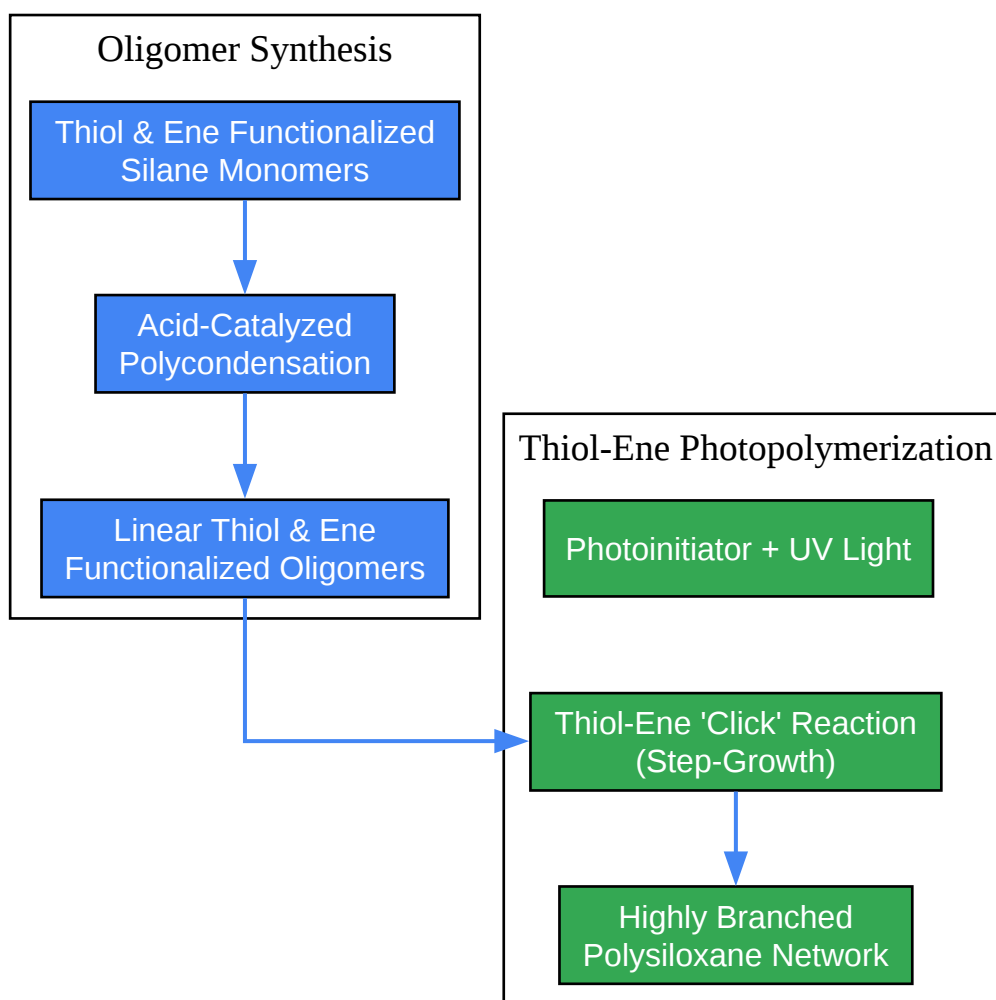 Oligomer Synthesis
Thiol & Ene Functionalized
Silane Monomers
Acid-Catalyzed
Polycondensation
Linear Thiol & Ene
Functionalized Oligomers
Thiol-Ene Photopolymerization
Photoinitiator + UV Light
Thiol-Ene 'Click' Reaction
(Step-Growth)
Highly Branched
Polysiloxane Network